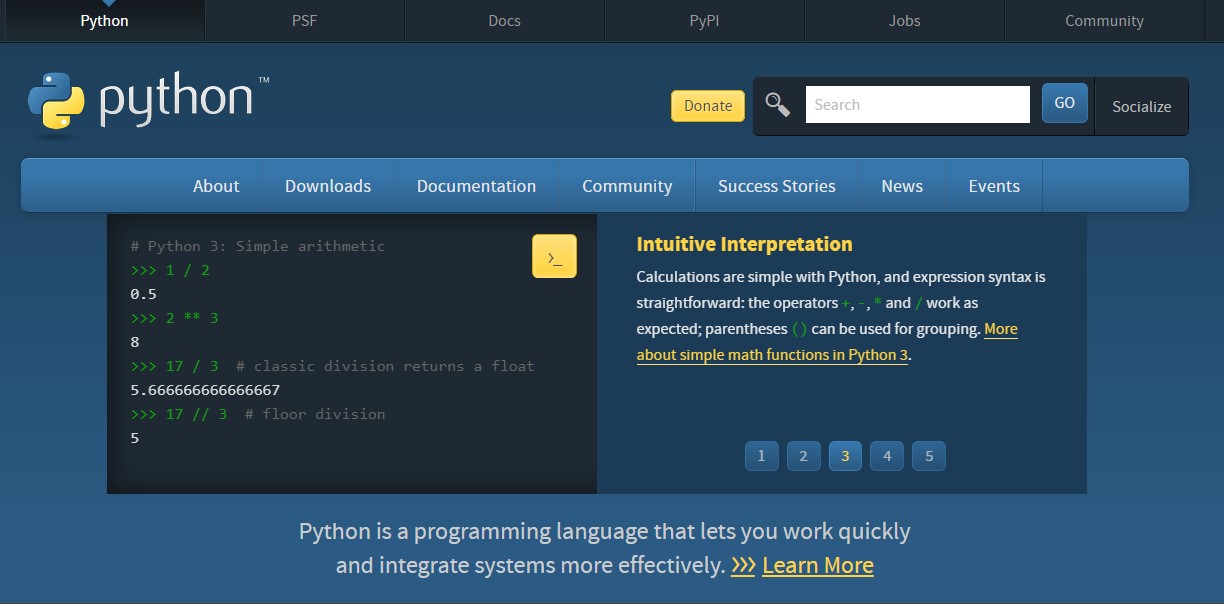 Python PSF Docs PyPI Jobs Community
python™
Donate Search GO Socialize
About Downloads Documentation Community Success Stories News Events
# Python 3: Simple arithmetic
>>> 1 / 2
0.5
>>> 2 ** 3
8
>>> 17 / 3  # classic division returns a float
5.666666666666667
>>> 17 // 3  # floor division
5
>_
Intuitive Interpretation
Calculations are simple with Python, and expression syntax is
straightforward: the operators +, -, * and / work as
expected; parentheses () can be used for grouping. More
about simple math functions in Python 3.
1 2 3 4 5
Python is a programming language that lets you work quickly
and integrate systems more effectively. >>> Learn More